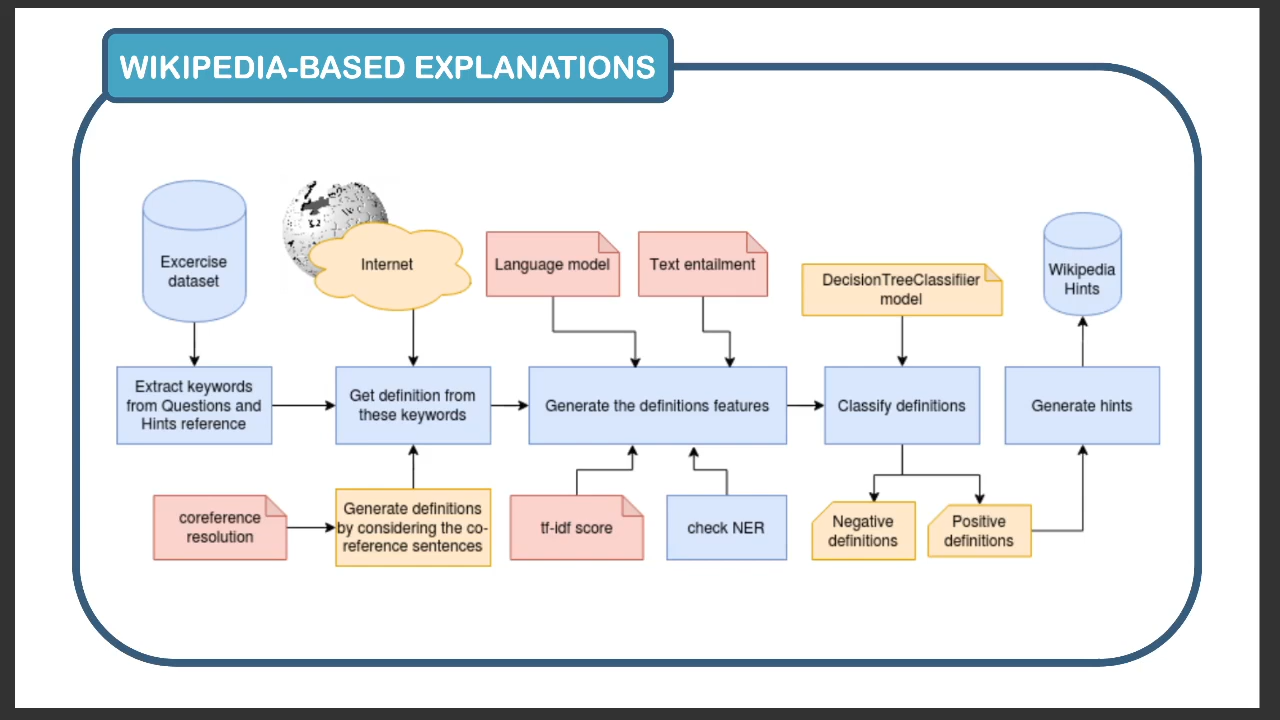 WIKIPEDIA-BASED EXPLANATIONS
Excercise
dataset
Internet
Language model
Text entailment
DecisionTreeClassifiier
model
Wikipedia
Hints
Extract keywords
from Questions and
Hints reference
Get definition from
these keywords
Generate the definitions features
Classify definitions
Generate hints
coreference
resolution
Generate definitions
by considering the co-
reference sentences
tf-idf score
check NER
Negative
definitions
Positive
definitions